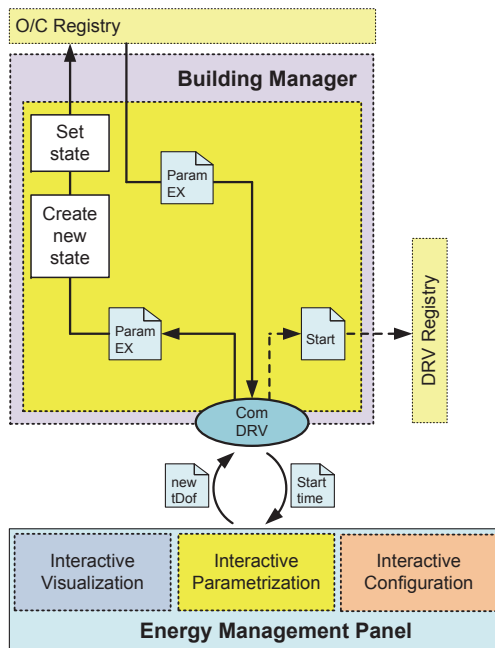 O/C Registry
Building Manager
Set
state
Param
EX
Create
new
state
Param
EX
Start
DRV Registry
Com
DRV
new
tDof
Start
time
Interactive
Visualization
Interactive
Parametrization
Interactive
Configuration
Energy Management Panel